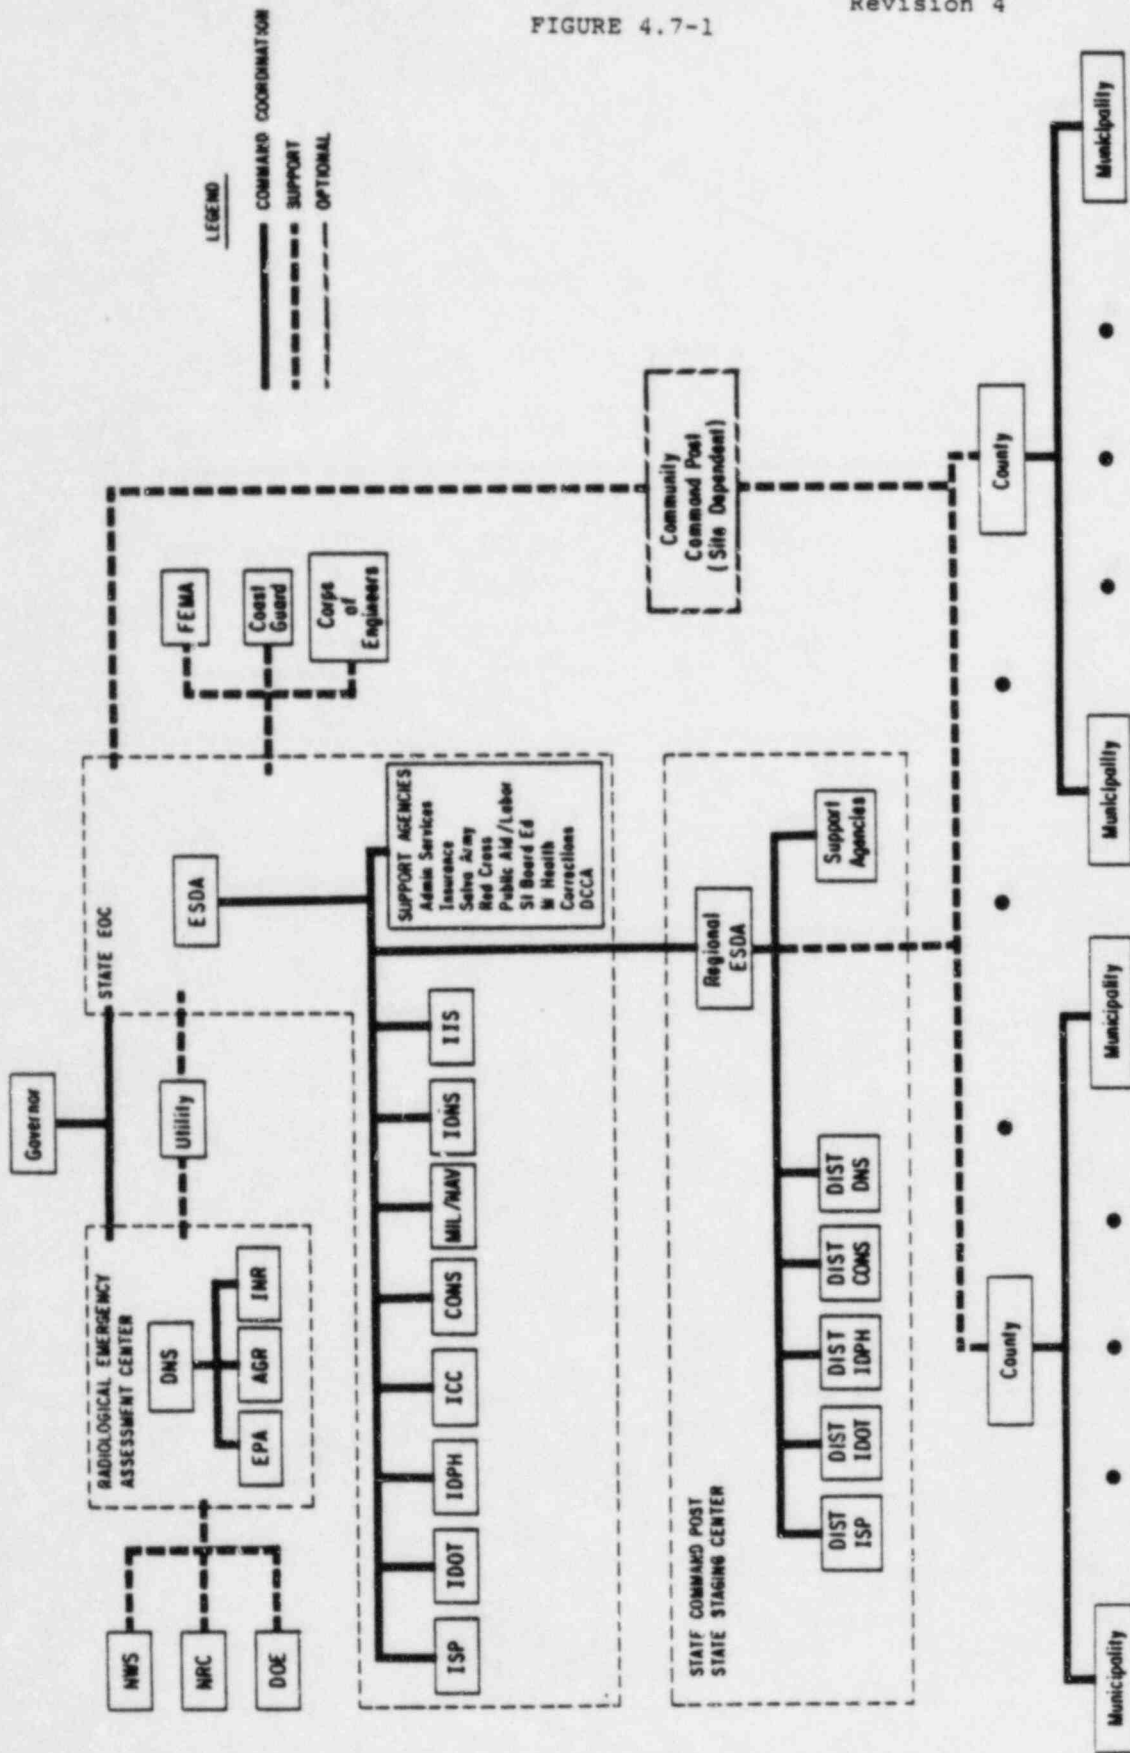 Revision 4
FIGURE 4.7-1
LEGEND
COMMAND COORDINATION
SUPPORT
OPTIONAL
Governor
STATE EOC
RADIOLOGICAL EMERGENCY
ASSESSMENT CENTER
NWS
NRC
DOE
DNS
EPA
AGR
INR
Utility
ESDA
FEMA
Coast
Guard
Corps
of
Engineers
ISP
IDOT
IDPH
ICC
CONS
MIL/NAV
IDNS
IIS
SUPPORT AGENCIES
Admin Services
Insurance
Salva Army
Red Cross
Public Aid/Labor
SI Board Ed
M Health
Corrections
DCCA
Community
Command Post
(Site Dependent)
STATE COMMAND POST
STATE STAGING CENTER
Regional
ESDA
DIST
ISP
DIST
IDOT
DIST
IDPH
DIST
CONS
DIST
DNS
Support
Agencies
County
County
Municipality
Municipality
Municipality
Municipality